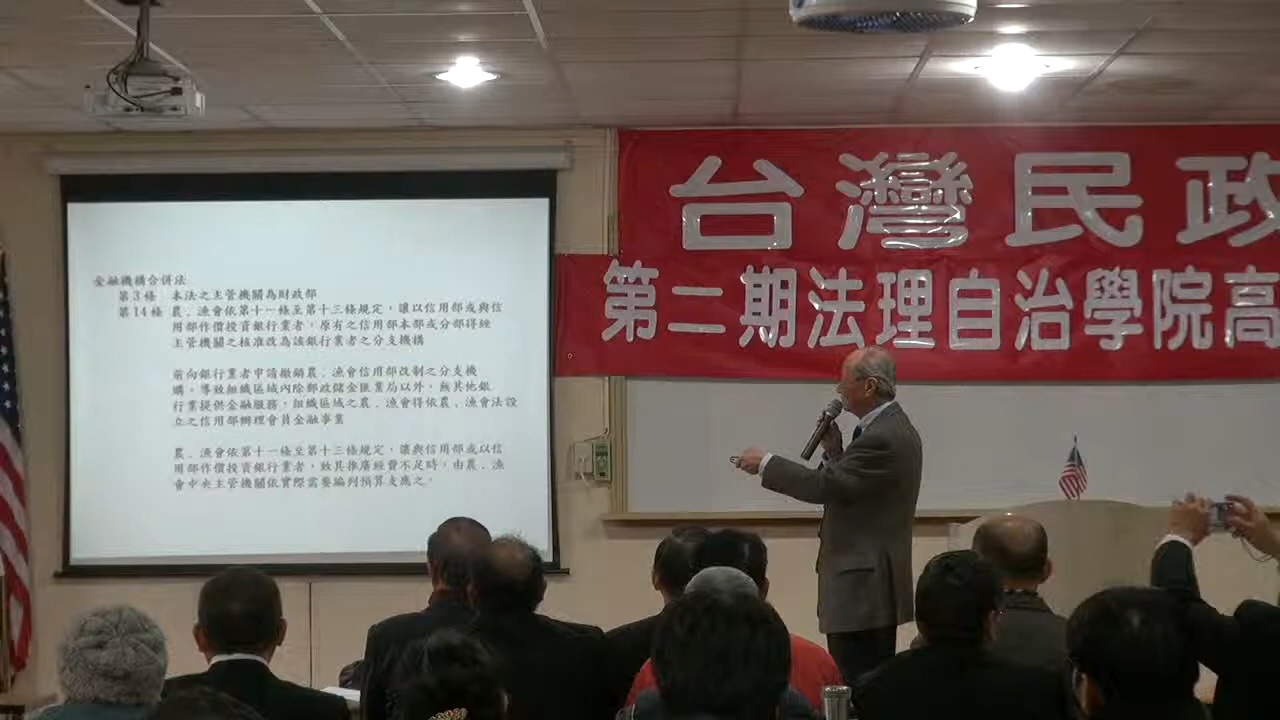 金融機構合併法
第3條 本法之主管機關為財政部
第14條 農、漁會依第十一條至第十三條規定，讓以信用部或與信
用部作價投資銀行業者，原有之信用部本部或分部得經
主管機關之核准改為該銀行業者之分支機構
前向銀行業者申請撤銷農、漁會信用部改制之分支機
構，導致組織區域內除郵政儲金匯業局以外，無其他銀
行業提供金融服務，組織區域之農、漁會得依農、漁會法設
立之信用部辦理會員金融事業
農、漁會依第十一條至第十三條規定，讓與信用部或以信
用部作價投資銀行業者，致其推廣經費不足時，由農、漁
會中央主管機關依實際需要編列預算支應之。
台灣民政
第二期法理自治學院高